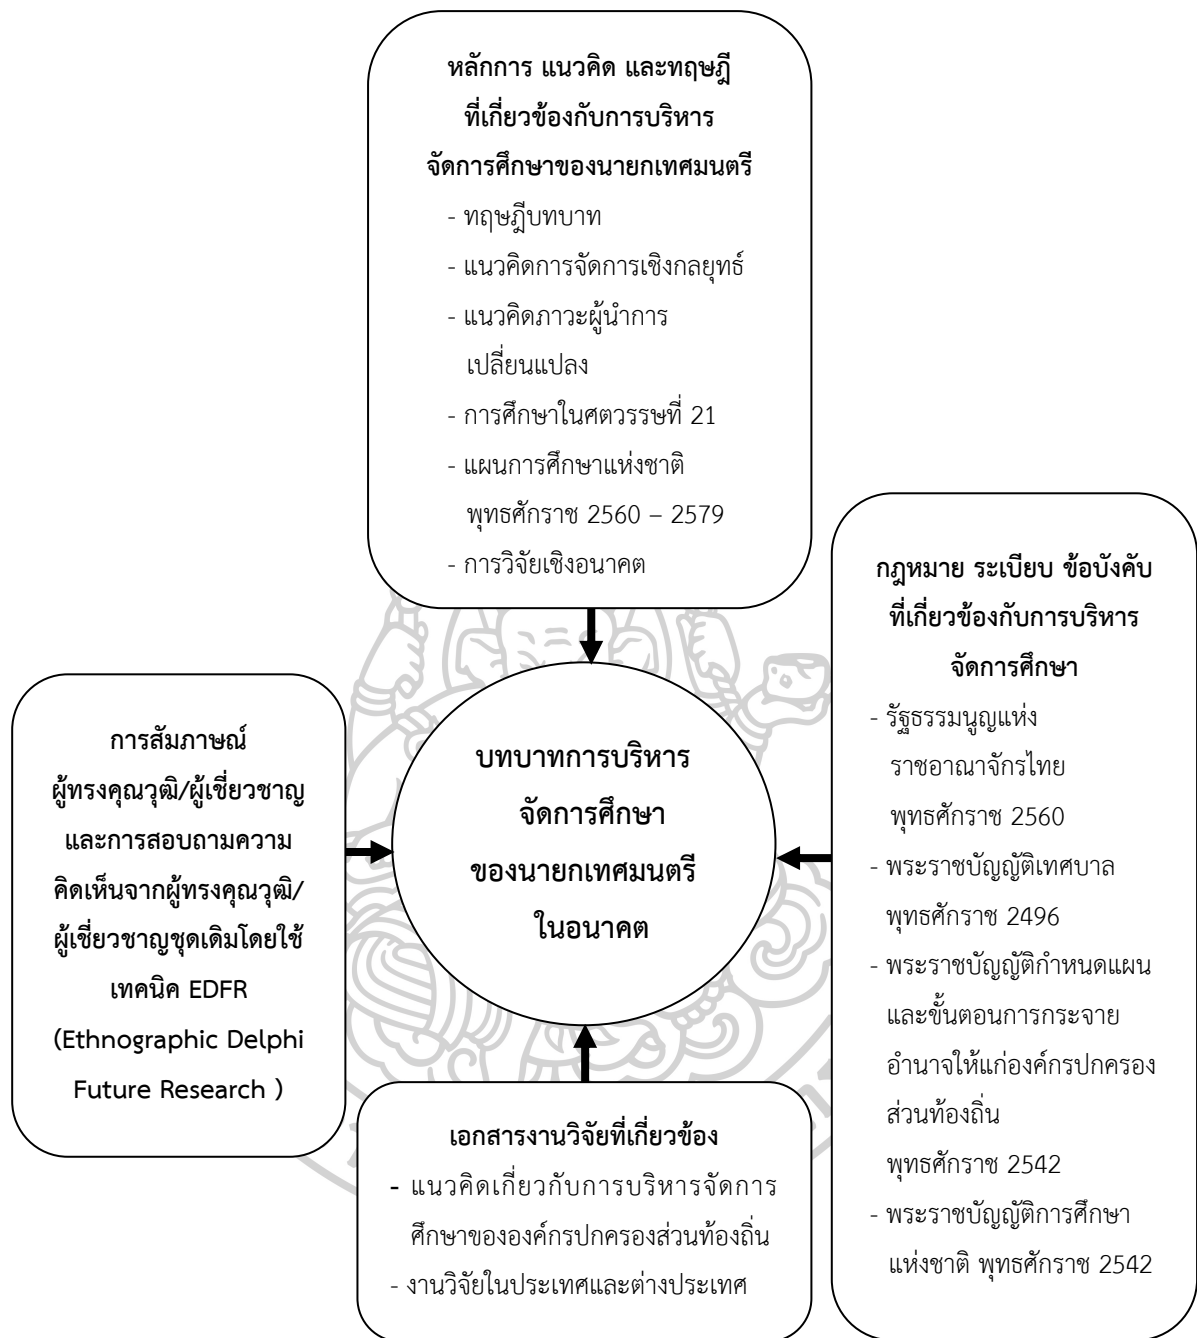 หลักการ แนวคิด และทฤษฎี
ที่เกี่ยวข้องกับการบริหาร
จัดการศึกษาของนายกเทศมนตรี
- ทฤษฎีบทบาท
- แนวคิดการจัดการเชิงกลยุทธ์
- แนวคิดภาวะผู้นำการ
เปลี่ยนแปลง
- การศึกษาในศตวรรษที่ 21
- แผนการศึกษาแห่งชาติ
พุทธศักราช 2560 – 2579
- การวิจัยเชิงอนาคต
การสัมภาษณ์
ผู้ทรงคุณวุฒิ/ผู้เชี่ยวชาญ
และการสอบถามความ
คิดเห็นจากผู้ทรงคุณวุฒิ/
ผู้เชี่ยวชาญชุดเดิมโดยใช้
เทคนิค EDFR
(Ethnographic Delphi
Future Research )
บทบาทการบริหาร
จัดการศึกษา
ของนายกเทศมนตรี
ในอนาคต
กฎหมาย ระเบียบ ข้อบังคับ
ที่เกี่ยวข้องกับการบริหาร
จัดการศึกษา
- รัฐธรรมนูญแห่ง
ราชอาณาจักรไทย
พุทธศักราช 2560
- พระราชบัญญัติเทศบาล
พุทธศักราช 2496
- พระราชบัญญัติกำหนดแผน
และขั้นตอนการกระจาย
อำนาจให้แก่องค์กรปกครอง
ส่วนท้องถิ่น
พุทธศักราช 2542
- พระราชบัญญัติการศึกษา
แห่งชาติ พุทธศักราช 2542
เอกสารงานวิจัยที่เกี่ยวข้อง
- แนวคิดเกี่ยวกับการบริหารจัดการ
ศึกษาขององค์กรปกครองส่วนท้องถิ่น
- งานวิจัยในประเทศและต่างประเทศ